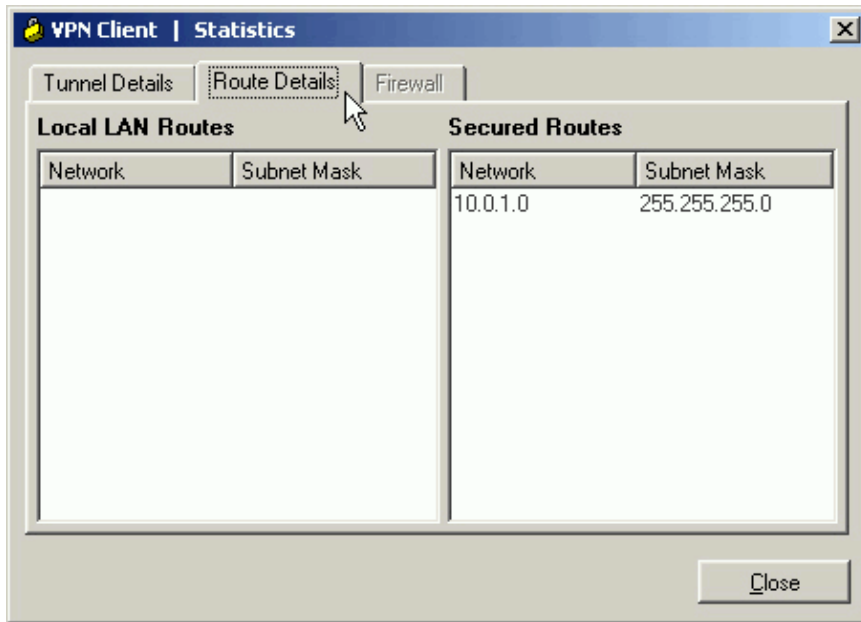 VPN Client | Statistics
Tunnel Details Route Details Firewall
Local LAN Routes Secured Routes
Network Subnet Mask Network Subnet Mask
10.0.1.0 255.255.255.0
Close